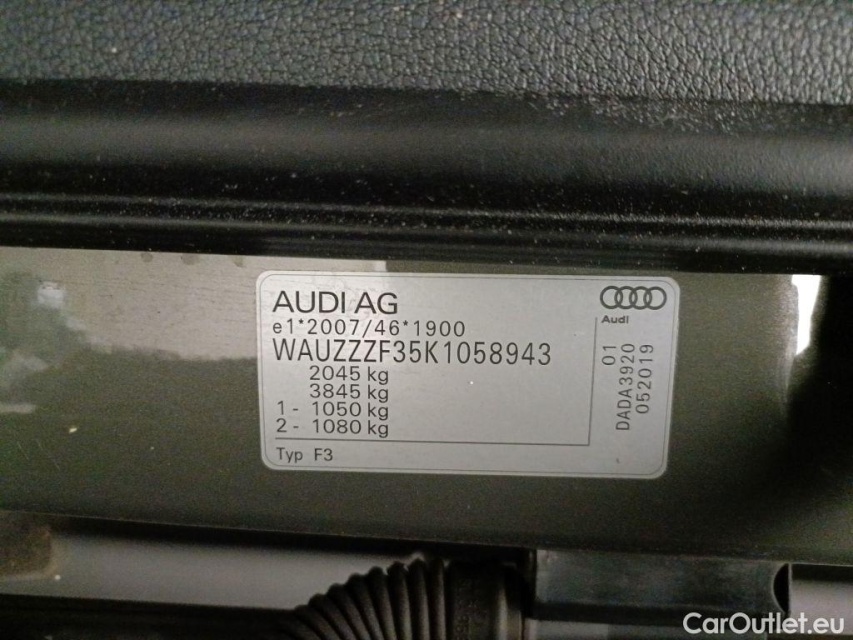 AUDI AG
e1*2007/46*1900
WAUZZZF35K1058943
2045 kg
3845 kg
1 - 1050 kg
2 - 1080 kg
Typ F3
Audi
01
DADA3920
052019
CarOutlet.eu